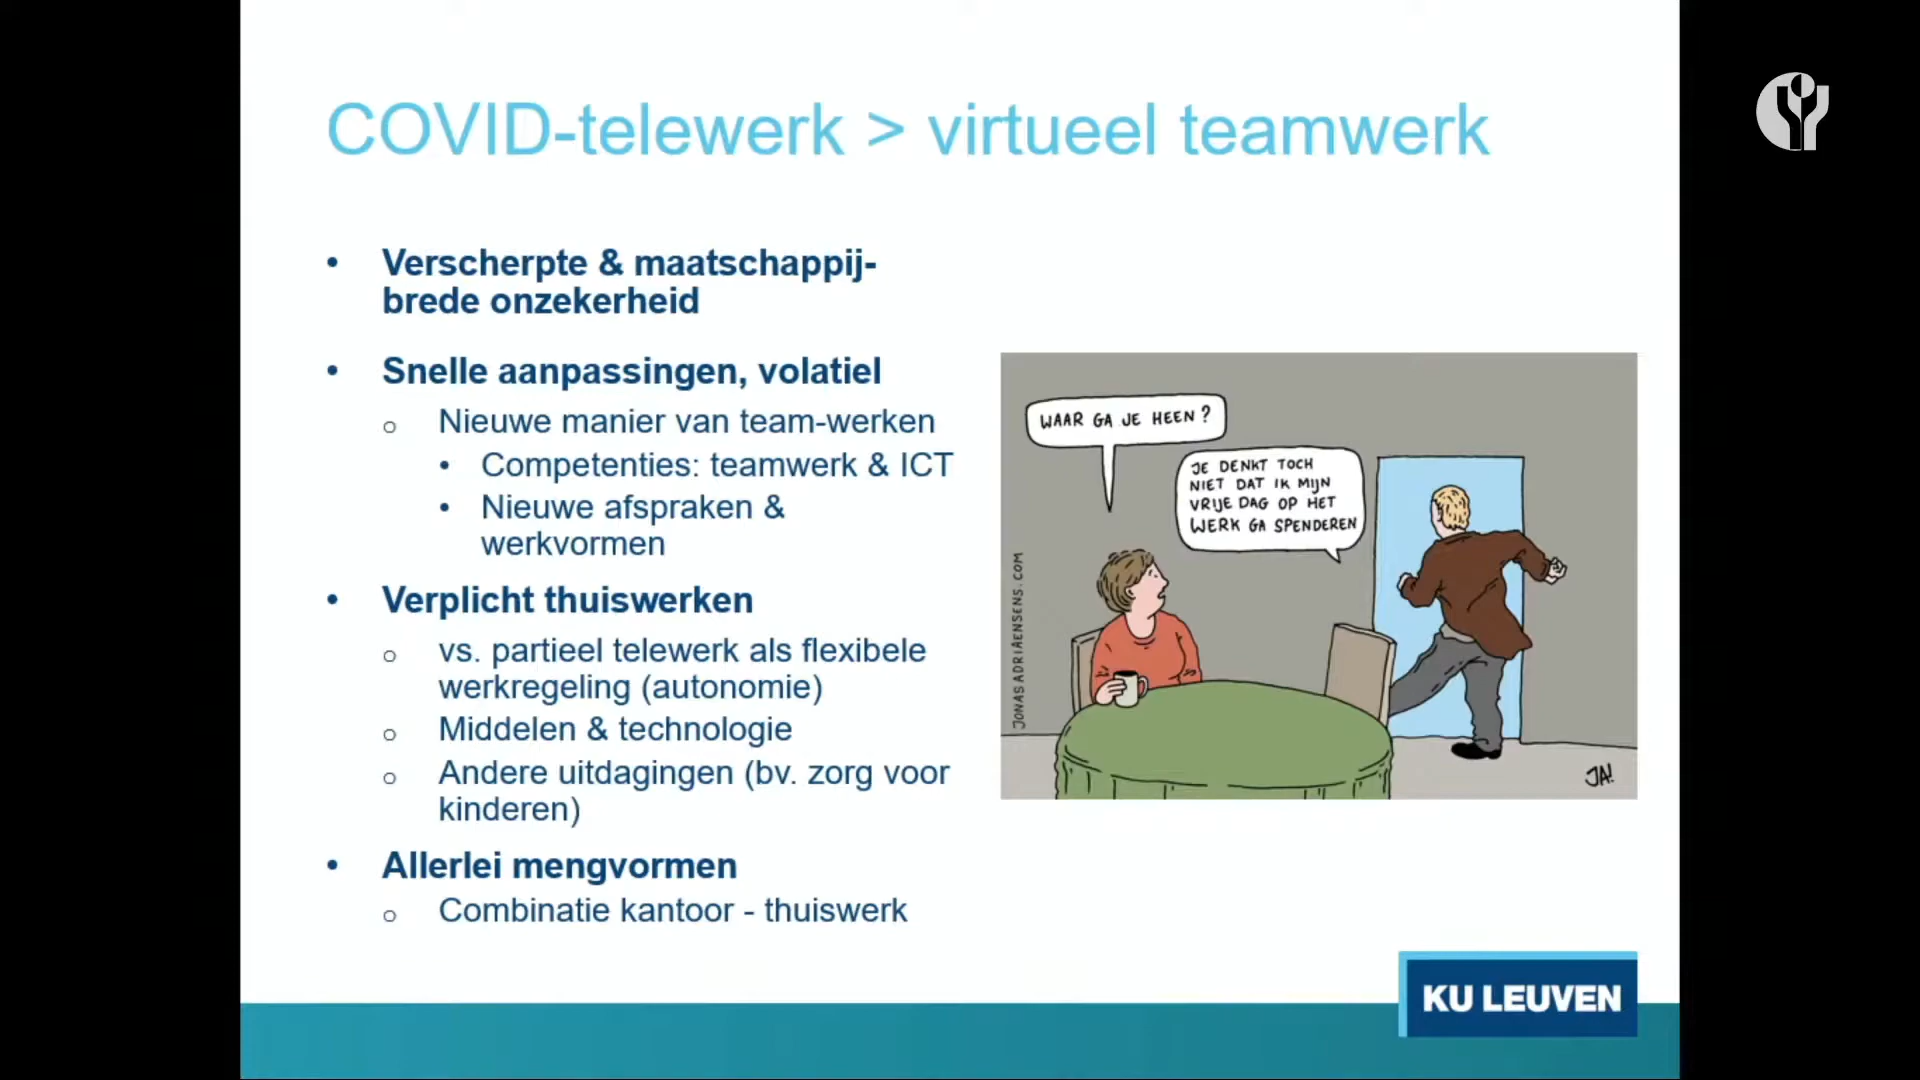 COVID-telewerk > virtueel teamwerk
• Verscherpte & maatschappij-
brede onzekerheid
• Snelle aanpassingen, volatiel
o Nieuwe manier van team-werken
• Competenties: teamwerk & ICT
• Nieuwe afspraken &
werkvormen
• Verplicht thuiswerken
o vs. partieel telewerk als flexibele
werkregeling (autonomie)
o Middelen & technologie
o Andere uitdagingen (bv. zorg voor
kinderen)
• Allerlei mengvormen
o Combinatie kantoor - thuiswerk
WAAR GA JE HEEN?
JE DENKT TOCH
NIET DAT IK MIJN
VRIJE DAG OP HET
WERK GA SPENDEREN
JONASADRIAENSENS.COM
JA!
KU LEUVEN